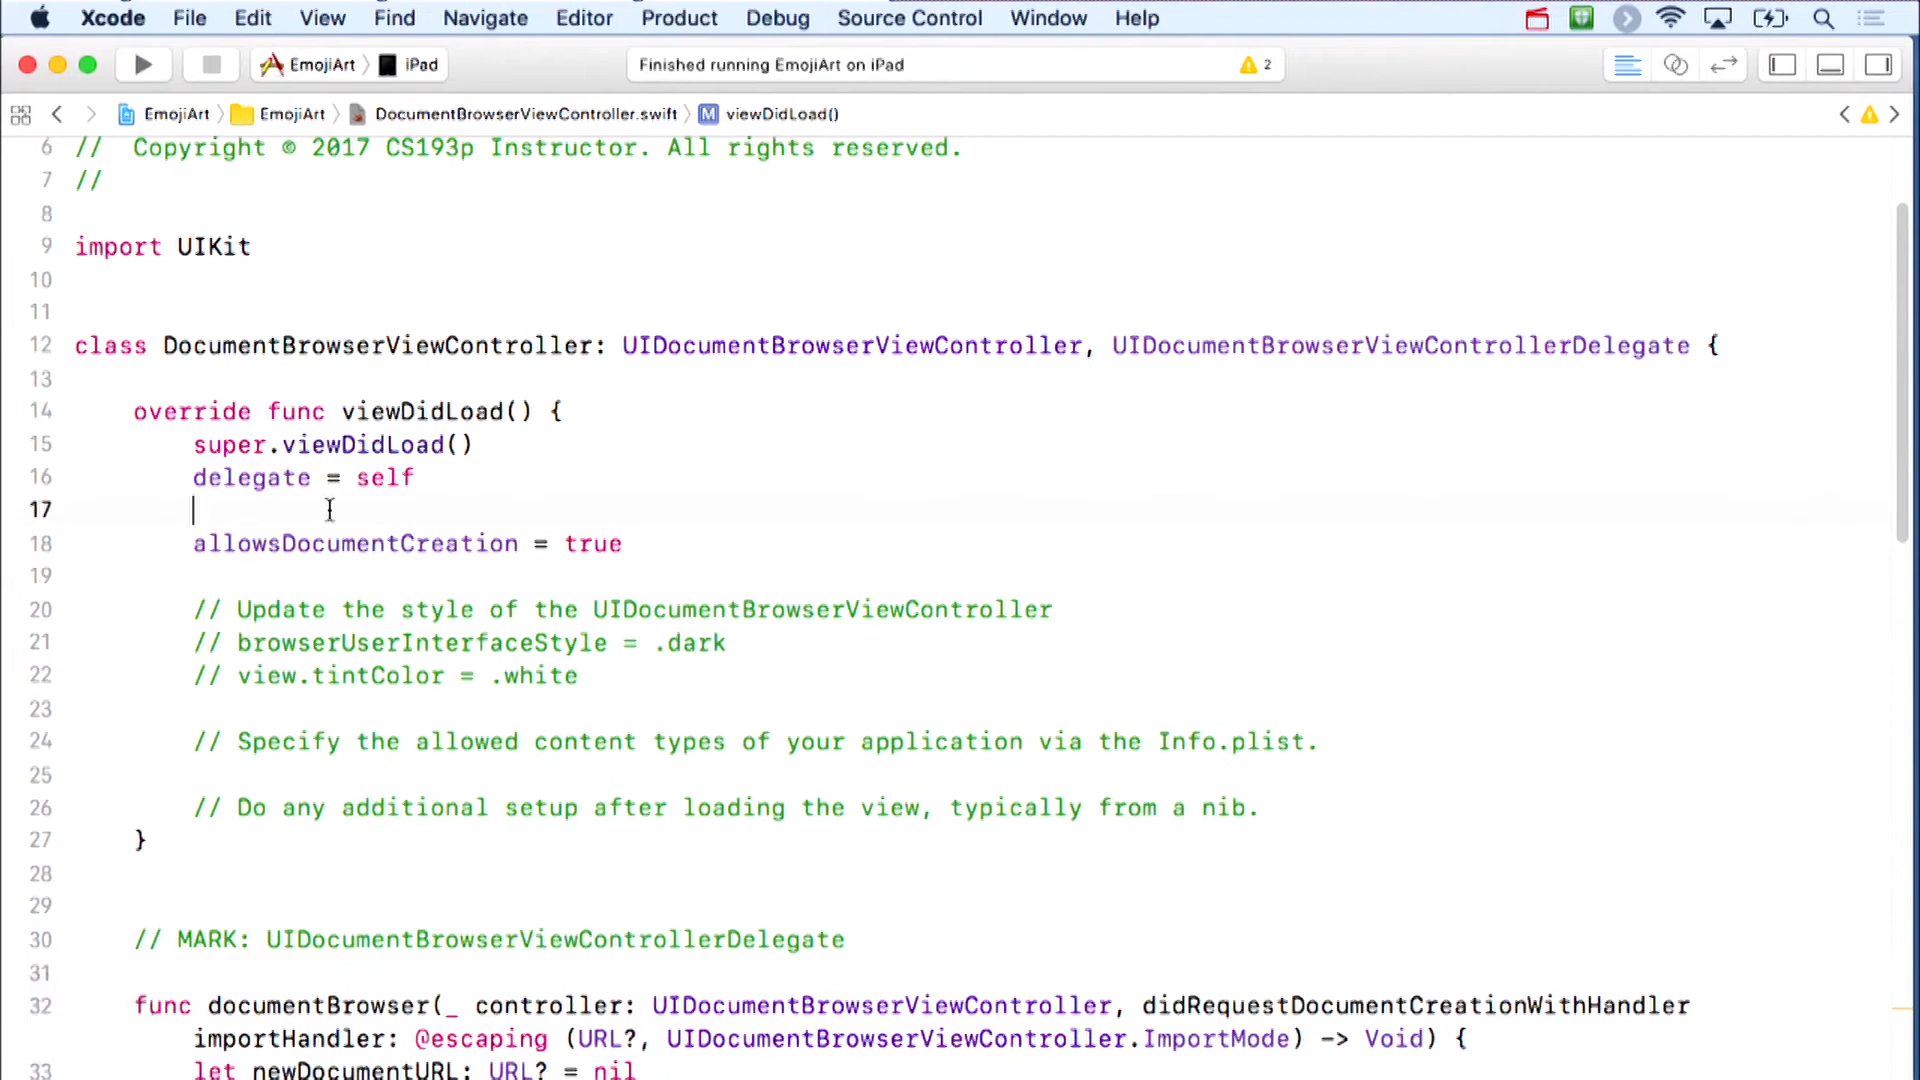 Xcode File Edit View Find Navigate Editor Product Debug Source Control Window Help
EmojiArt iPad Finished running EmojiArt on iPad 2
EmojiArt EmojiArt DocumentBrowserViewController.swift M viewDidLoad()
6 //  Copyright © 2017 CS193p Instructor. All rights reserved.
7 //
8
9 import UIKit
10
11
12 class DocumentBrowserViewController: UIDocumentBrowserViewController, UIDocumentBrowserViewControllerDelegate {
13
14     override func viewDidLoad() {
15         super.viewDidLoad()
16         delegate = self
17
18         allowsDocumentCreation = true
19
20         // Update the style of the UIDocumentBrowserViewController
21         // browserUserInterfaceStyle = .dark
22         // view.tintColor = .white
23
24         // Specify the allowed content types of your application via the Info.plist.
25
26         // Do any additional setup after loading the view, typically from a nib.
27     }
28
29
30     // MARK: UIDocumentBrowserViewControllerDelegate
31
32     func documentBrowser(_ controller: UIDocumentBrowserViewController, didRequestDocumentCreationWithHandler
importHandler: @escaping (URL?, UIDocumentBrowserViewController.ImportMode) -> Void) {
33         let newDocumentURL: URL? = nil